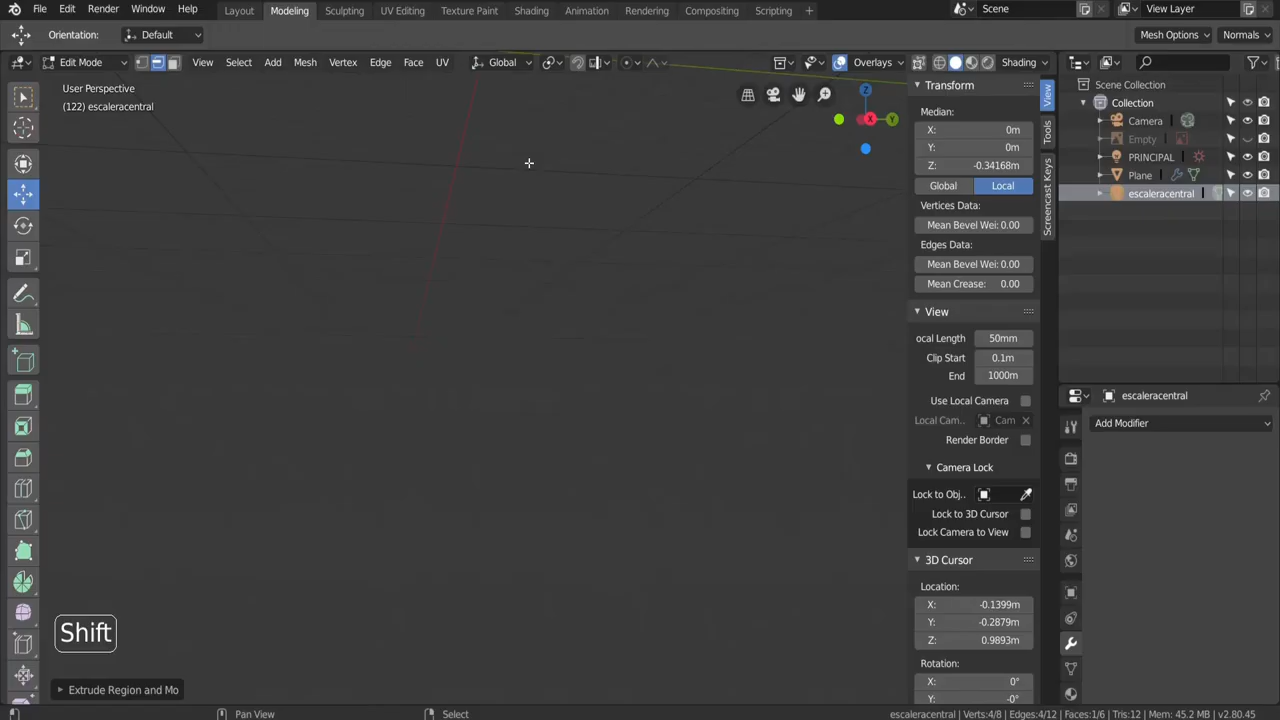 File Edit Render Window Help Layout Modeling Sculpting UV Editing Texture Paint Shading Animation Rendering Compositing Scripting Scene View Layer
Orientation: Default Mesh Options Normals
Edit Mode View Select Add Mesh Vertex Edge Face UV Global Overlays Shading
User Perspective
(122) escaleracentral
Transform
Median:
X: 0m
Y: 0m
Z: -0.34168m
Global Local
Vertices Data:
Mean Bevel Wei: 0.00
Edges Data:
Mean Bevel Wei: 0.00
Mean Crease: 0.00
View
ocal Length 50mm
Clip Start 0.1m
End 1000m
Use Local Camera
Local Cam.. Cam
Render Border
Camera Lock
Lock to Obj..
Lock to 3D Cursor
Lock Camera to View
3D Cursor
Location:
X: -0.1399m
Y: -0.2879m
Z: 0.9893m
Rotation:
X: 0°
Y: -0°
View
Tools
Screencast Keys
Z
X
Y
Scene Collection
Collection
Camera
Empty
PRINCIPAL
Plane
escaleracentral
escaleracentral
Add Modifier
Shift
Extrude Region and Mo
Pan View Select escaleracentral | Verts:4/8 | Edges:4/12 | Faces:1/6 | Tris:12 | Mem: 45.2 MB | v2.80.45